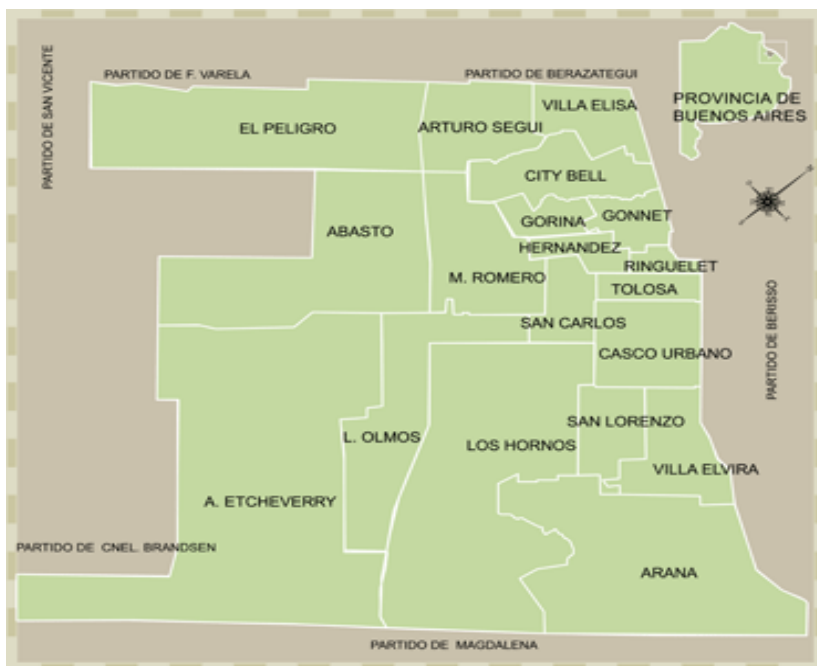 PARTIDO DE SAN VICENTE
PARTIDO DE F. VARELA
PARTIDO DE BERAZATEGUI
PROVINCIA DE
BUENOS AIRES
VILLA ELISA
EL PELIGRO
ARTURO SEGUI
CITY BELL
GORINA
GONNET
ABASTO
HERNANDEZ
RINGUELET
M. ROMERO
TOLOSA
SAN CARLOS
CASCO URBANO
PARTIDO DE BERISSO
SAN LORENZO
L. OLMOS
LOS HORNOS
VILLA ELVIRA
A. ETCHEVERRY
PARTIDO DE CNEL. BRANDSEN
ARANA
PARTIDO DE MAGDALENA